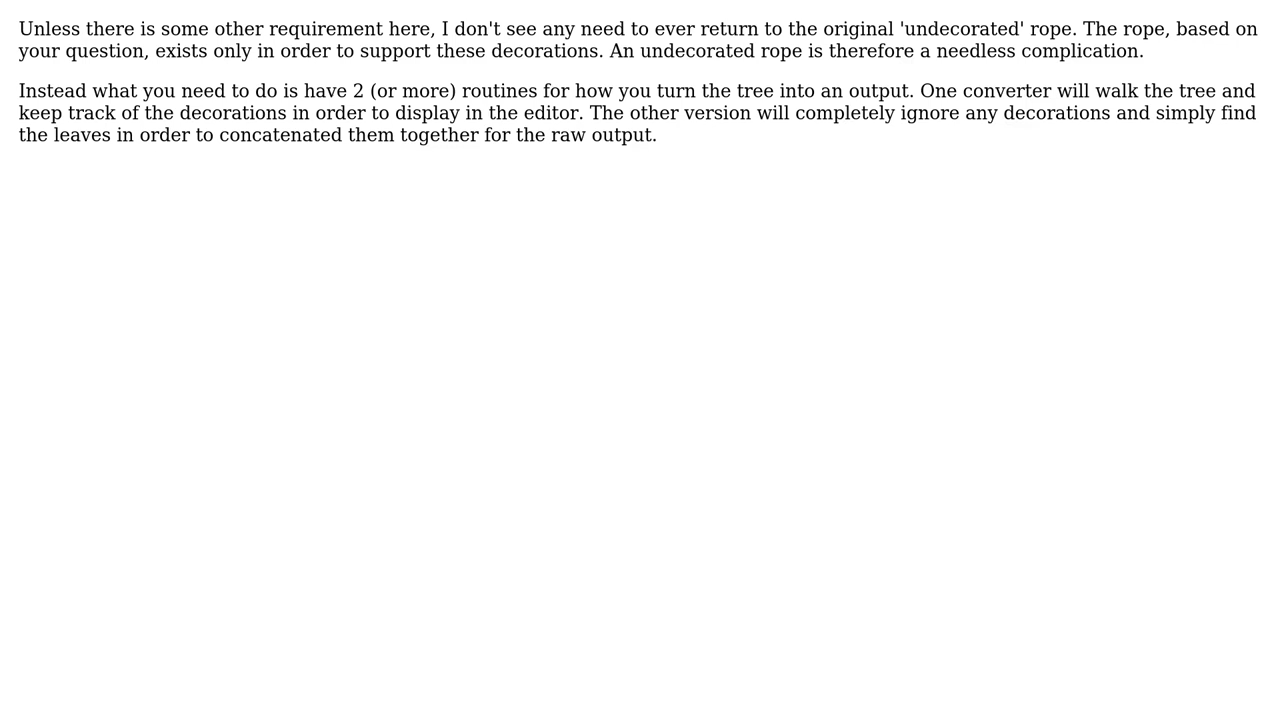 Unless there is some other requirement here, I don't see any need to ever return to the original 'undecorated' rope. The rope, based on
your question, exists only in order to support these decorations. An undecorated rope is therefore a needless complication.
Instead what you need to do is have 2 (or more) routines for how you turn the tree into an output. One converter will walk the tree and
keep track of the decorations in order to display in the editor. The other version will completely ignore any decorations and simply find
the leaves in order to concatenated them together for the raw output.